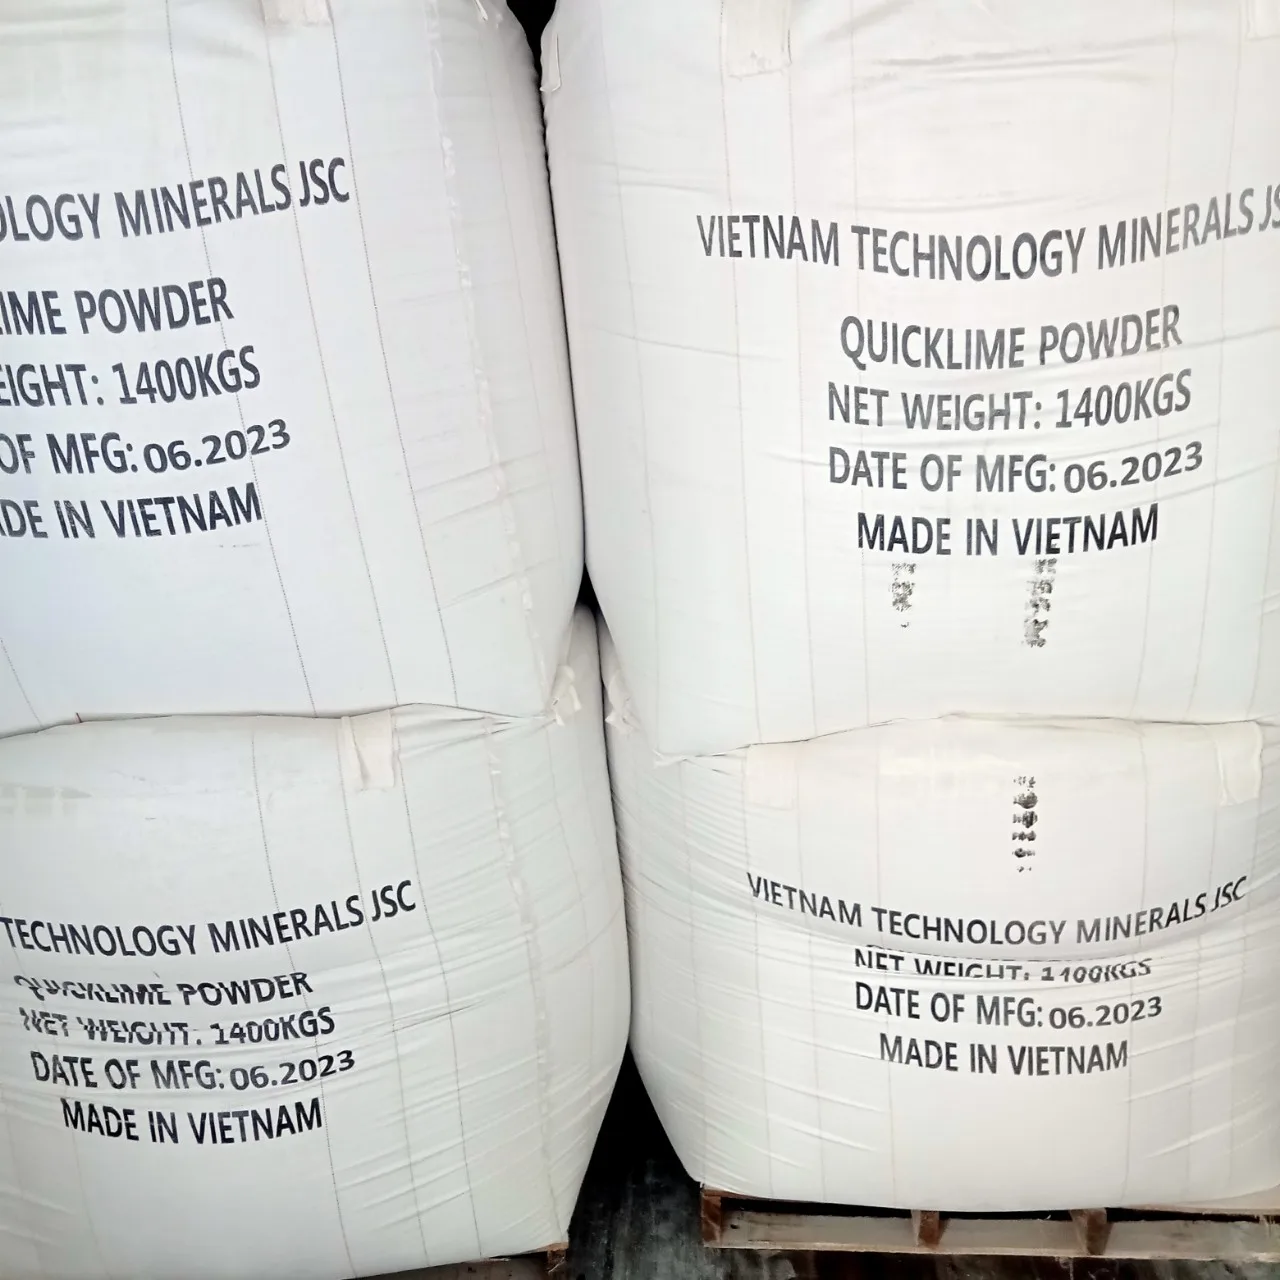 OLOGY MINERALS JSC
IME POWDER
EIGHT: 1400KGS
OF MFG: 06.2023
DE IN VIETNAM
VIETNAM TECHNOLOGY MINERALS JS
QUICKLIME POWDER
NET WEIGHT: 1400KGS
DATE OF MFG: 06.2023
MADE IN VIETNAM
TECHNOLOGY MINERALS JSC
QUICKLIME POWDER
NET WEIGHT: 1400KGS
DATE OF MFG: 06.2023
MADE IN VIETNAM
VIETNAM TECHNOLOGY MINERALS JSC
NET WEIGHT: 1400KGS
DATE OF MFG: 06.2023
MADE IN VIETNAM